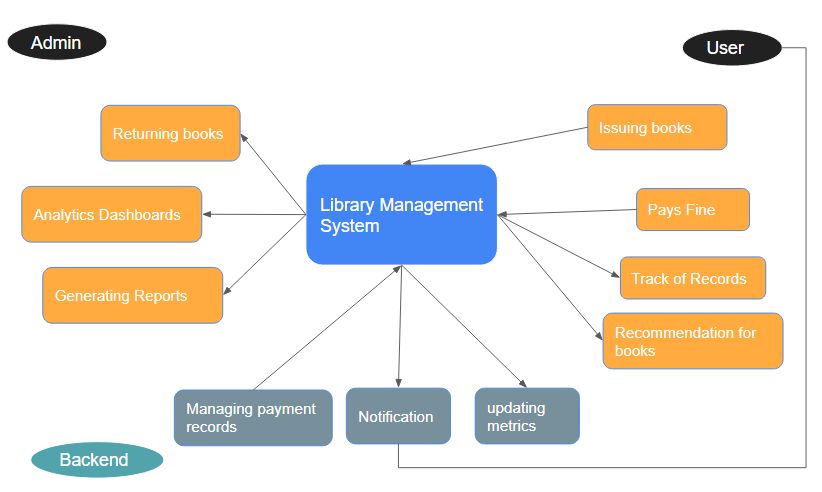 Admin
User
Returning books
Issuing books
Analytics Dashboards
Library Management
System
Pays Fine
Generating Reports
Track of Records
Recommendation for
books
Managing payment
records
Notification
updating
metrics
Backend